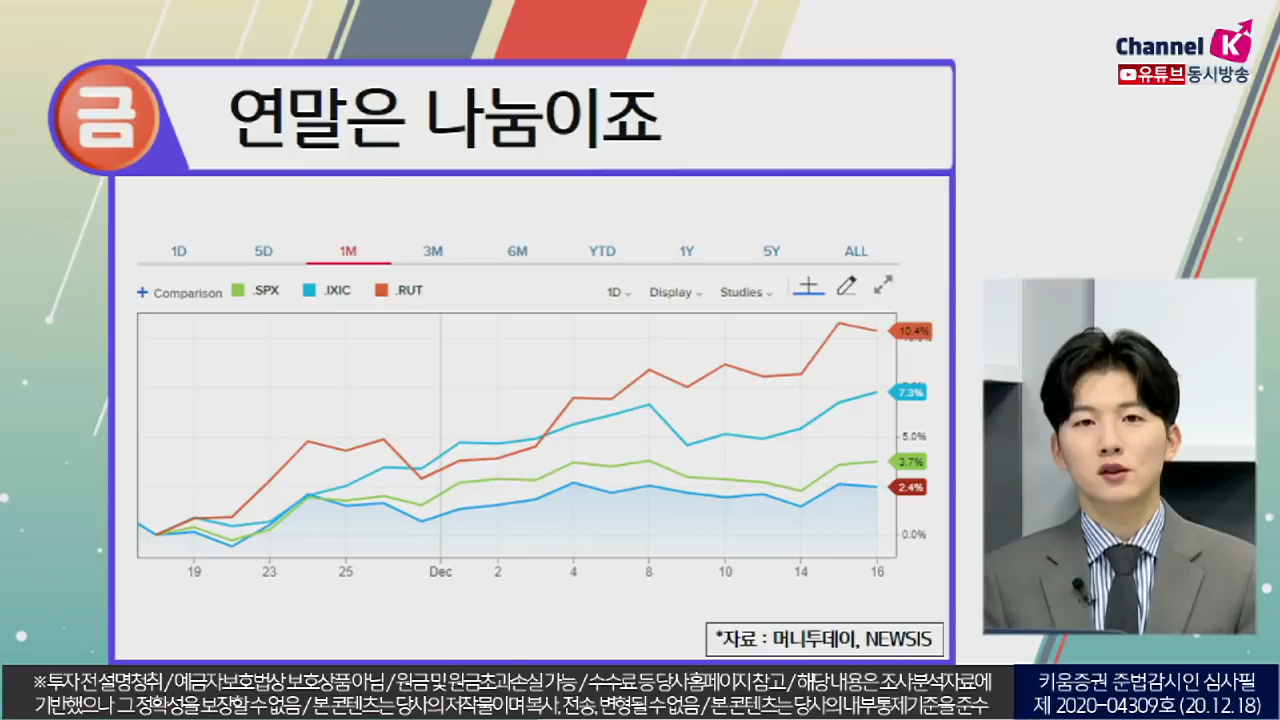 Channel K
유튜브 동시방송
금
연말은 나눔이죠
1D 5D 1M 3M 6M YTD 1Y 5Y ALL
+ Comparison .SPX .IXIC .RUT 1D Display Studies
10.4%
7.3%
5.0%
3.7%
2.4%
0.0%
19 23 25 Dec 2 4 8 10 14 16
*자료 : 머니투데이, NEWSIS
※ 투자 전 설명청취 / 예금자보호법상 보호상품 아님 / 원금 및 원금초과손실 가능 / 수수료 등 당사홈페이지 참고 / 해당 내용은 조사분석자료에
기반했으나 그 정확성을 보장할 수 없음 / 본 콘텐츠는 당사의 저작물이며 복사, 전송, 변형될 수 없음 / 본 콘텐츠는 당사의 내부통제기준을 준수
키움증권 준법감시인 심사필
제 2020-04309호 (20.12.18)